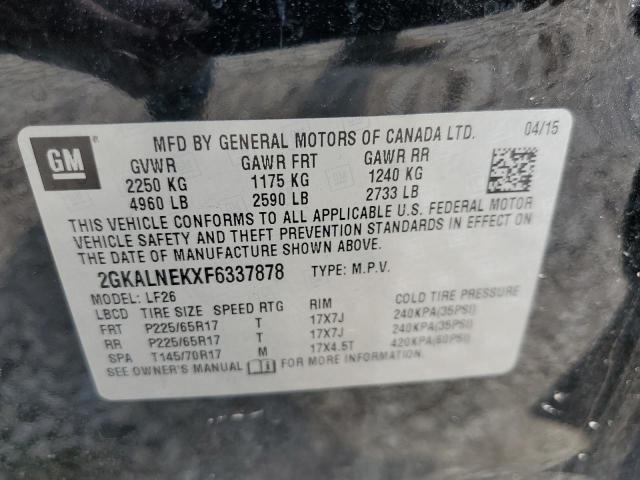 GM
MFD BY GENERAL MOTORS OF CANADA LTD. 04/15
GVWR GAWR FRT GAWR RR
2250 KG 1175 KG 1240 KG
4960 LB 2590 LB 2733 LB
THIS VEHICLE CONFORMS TO ALL APPLICABLE U.S. FEDERAL MOTOR
VEHICLE SAFETY AND THEFT PREVENTION STANDARDS IN EFFECT ON
THE DATE OF MANUFACTURE SHOWN ABOVE.
2GKALNEKXF6337878 TYPE: M.P.V.
MODEL: LF26
LBCD TIRE SIZE SPEED RTG RIM COLD TIRE PRESSURE
FRT P225/65R17 T 17X7J 240KPA(35PSI)
RR P225/65R17 T 17X7J 240KPA(35PSI)
SPA T145/70R17 M 17X4.5T 420KPA(60PSI)
SEE OWNER'S MANUAL FOR MORE INFORMATION.